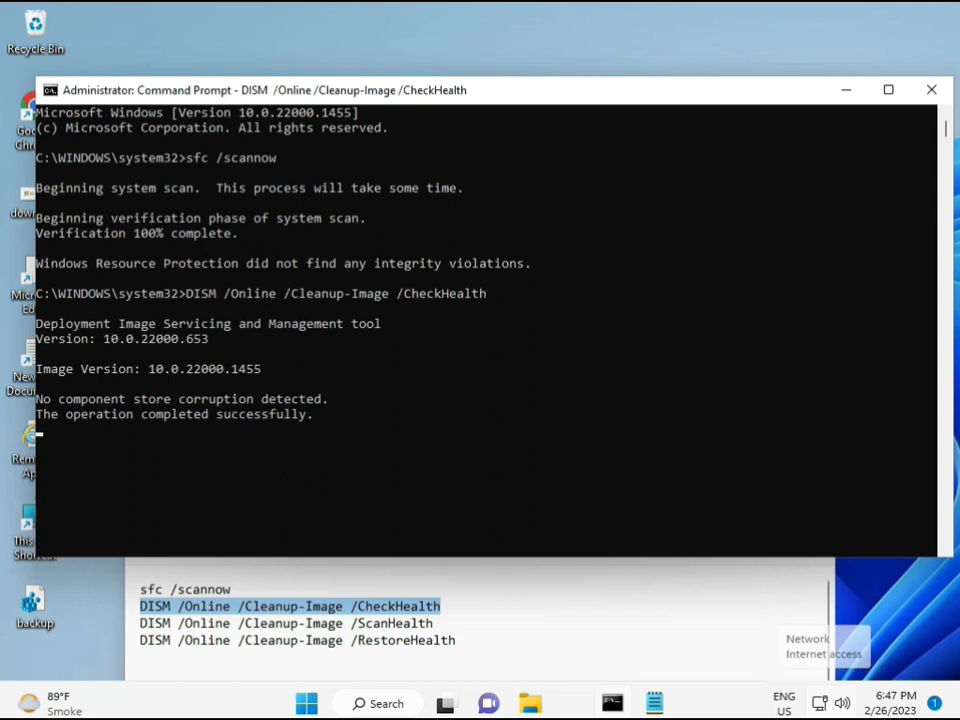 Recycle Bin
Administrator: Command Prompt - DISM /Online /Cleanup-Image /CheckHealth
Microsoft Windows [Version 10.0.22000.1455]
(c) Microsoft Corporation. All rights reserved.
C:\WINDOWS\system32>sfc /scannow
Beginning system scan.  This process will take some time.
Beginning verification phase of system scan.
Verification 100% complete.
Windows Resource Protection did not find any integrity violations.
C:\WINDOWS\system32>DISM /Online /Cleanup-Image /CheckHealth
Deployment Image Servicing and Management tool
Version: 10.0.22000.653
Image Version: 10.0.22000.1455
No component store corruption detected.
The operation completed successfully.
backup
sfc /scannow
DISM /Online /Cleanup-Image /CheckHealth
DISM /Online /Cleanup-Image /ScanHealth
DISM /Online /Cleanup-Image /RestoreHealth
Network
Internet access
89°F
Smoke
Search
ENG
US
6:47 PM
2/26/2023
1